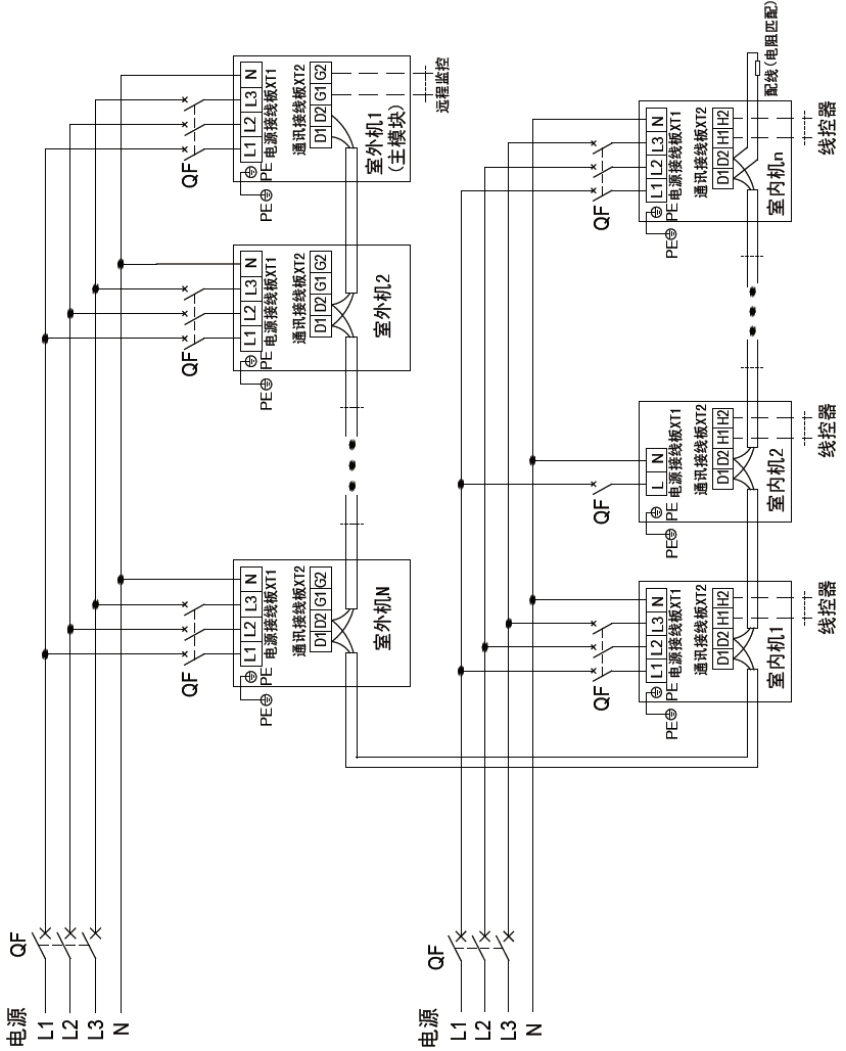 电源
L1
L2
L3
N
QF
QF
PE
PE
L1 L2 L3 N
电源接线板XT1
通讯接线板XT2
D1 D2 G1 G2
室外机N
QF
PE
PE
L1 L2 L3 N
电源接线板XT1
通讯接线板XT2
D1 D2 G1 G2
室外机2
QF
PE
PE
L1 L2 L3 N
电源接线板XT1
通讯接线板XT2
D1 D2 G1 G2
室外机1
(主模块)
远程监控
电源
L1
L2
L3
N
QF
QF
PE
PE
L1 L2 L3 N
电源接线板XT1
通讯接线板XT2
D1 D2 H1 H2
室内机1
线控器
QF
PE
PE
L N
电源接线板XT1
通讯接线板XT2
D1 D2 H1 H2
室内机2
线控器
QF
PE
PE
L1 L2 L3 N
电源接线板XT1
通讯接线板XT2
D1 D2 H1 H2
室内机n
线控器
配线(电阻匹配)